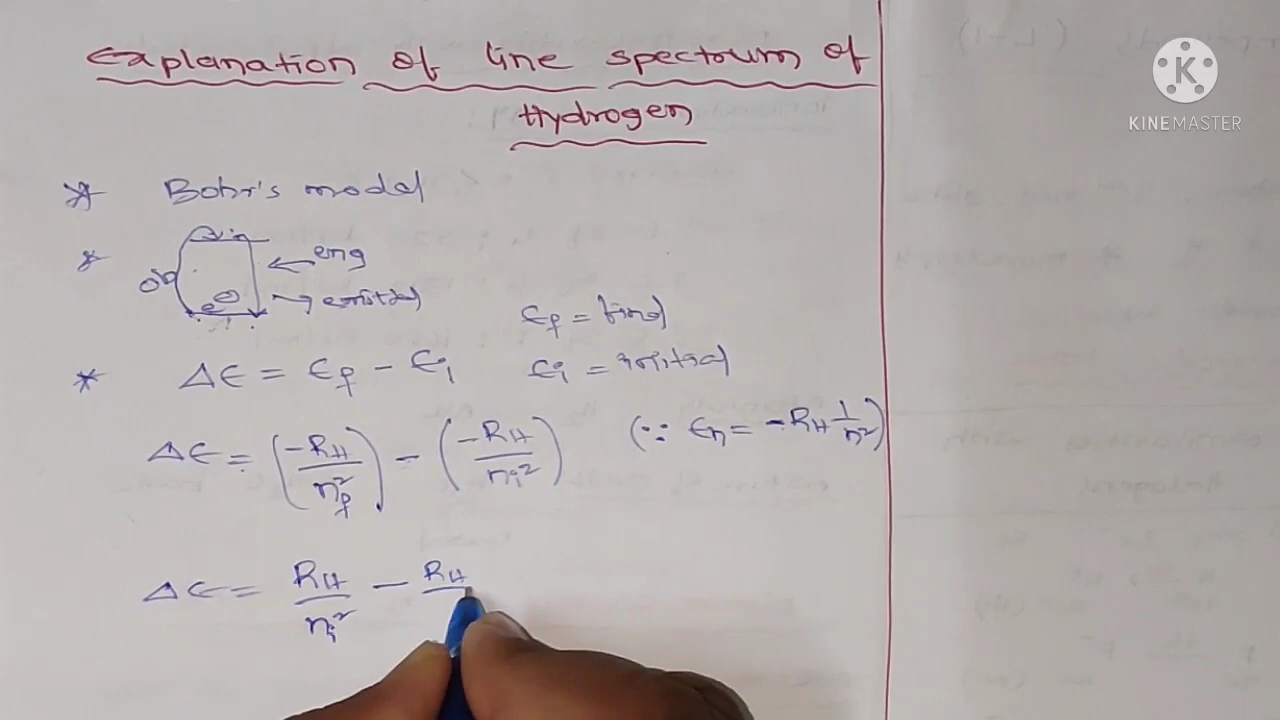 Explanation of line spectrum of
Hydrogen
K
KINEMASTER
* Bohr's model
*
← eng
→ emitted
Ef = final
* ΔE = Ef - Ei
Ei = initial
ΔE = (-RH/nf²) - (-RH/ni²) (∵ En = -RH 1/n²)
ΔE = RH/ni² - RH